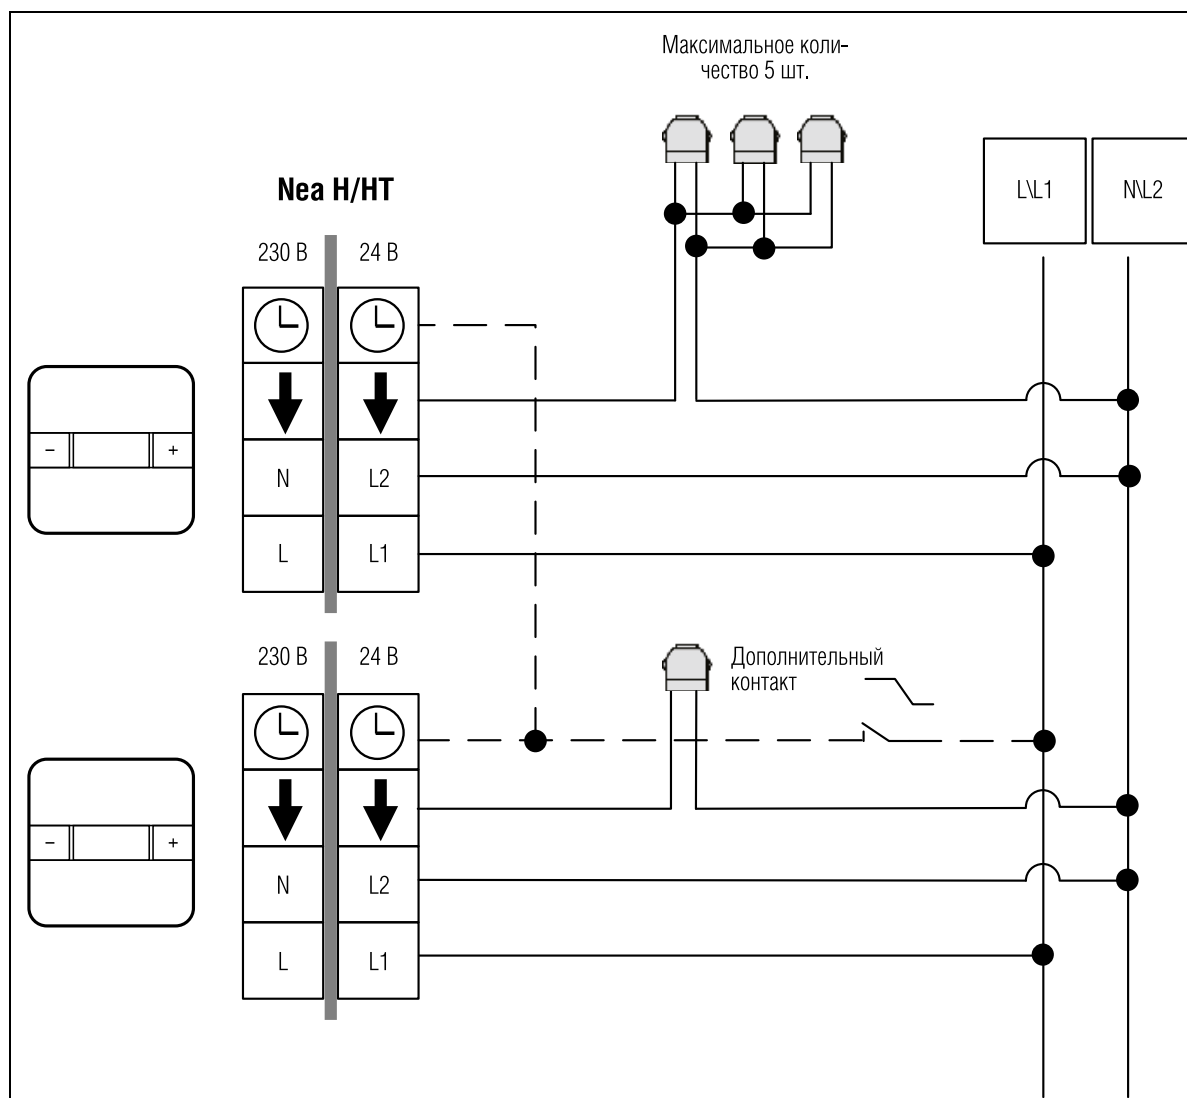 Максимальное коли-
чество 5 шт.
L\L1
N\L2
Nea H/HT
230 В
24 В
N
L2
L
L1
- +
230 В
24 В
Дополнительный
контакт
N
L2
L
L1
- +